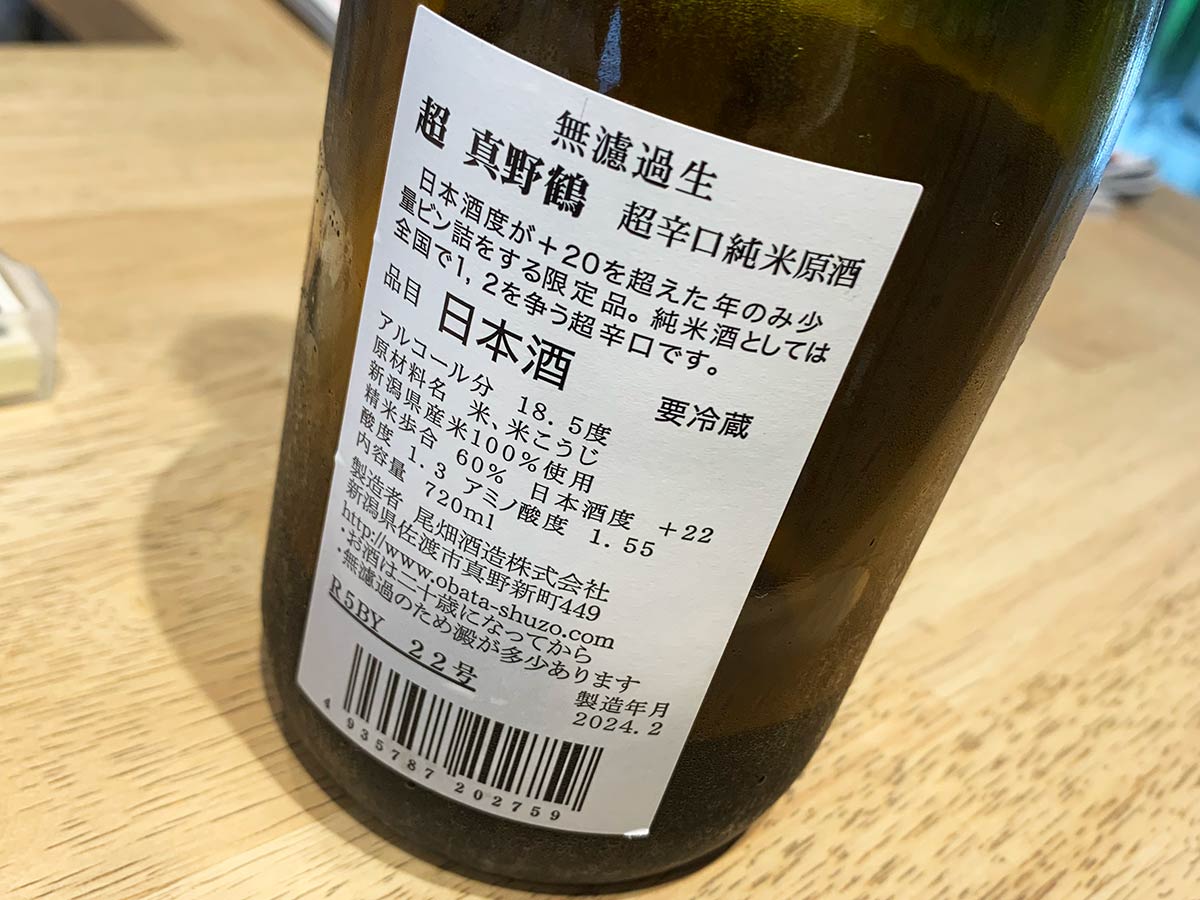 無濾過生
超 真野鶴 超辛口純米原酒
日本酒度が+20を超えた年のみ少
量ビン詰をする限定品。純米酒としては
全国で1,2を争う超辛口です。
品目 日本酒 要冷蔵
アルコール分 18.5度
原材料名 米、米こうじ
新潟県産米100%使用
精米歩合 60% 日本酒度 +22
酸度 1.3 アミノ酸度 1.55
内容量 720ml
製造者 尾畑酒造株式会社
新潟県佐渡市真野新町449
http://www.obata-shuzo.com
・お酒は二十歳になってから
・無濾過のため澱が多少あります
R5BY 22号
製造年月
2024.2
4 935787 202759